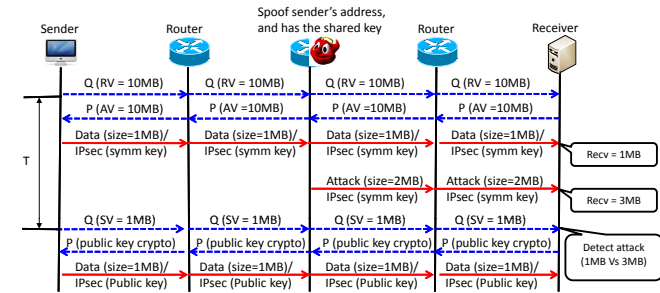 Spoof sender's address,
and has the shared key
Sender
Router
Router
Receiver
Q (RV = 10MB)
Q (RV = 10MB)
Q (RV = 10MB)
Q (RV = 10MB)
P (AV = 10MB)
P (AV =10MB)
P (AV =10MB)
P (AV =10MB)
Data (size=1MB)/
IPsec (symm key)
Data (size=1MB)/
IPsec (symm key)
Data (size=1MB)/
IPsec (symm key)
Data (size=1MB)/
IPsec (symm key)
Recv = 1MB
T
Attack (size=2MB)
IPsec (symm key)
Attack (size=2MB)
IPsec (symm key)
Recv = 3MB
Q (SV = 1MB)
Q (SV = 1MB)
Q (SV = 1MB)
Q (SV = 1MB)
P (public key crypto)
P (public key crypto)
P (public key crypto)
P (public key crypto)
Detect attack
(1MB Vs 3MB)
Data (size=1MB)/
IPsec (Public key)
Data (size=1MB)/
IPsec (Public key)
Data (size=1MB)/
IPsec (Public key)
Data (size=1MB)/
IPsec (Public key)